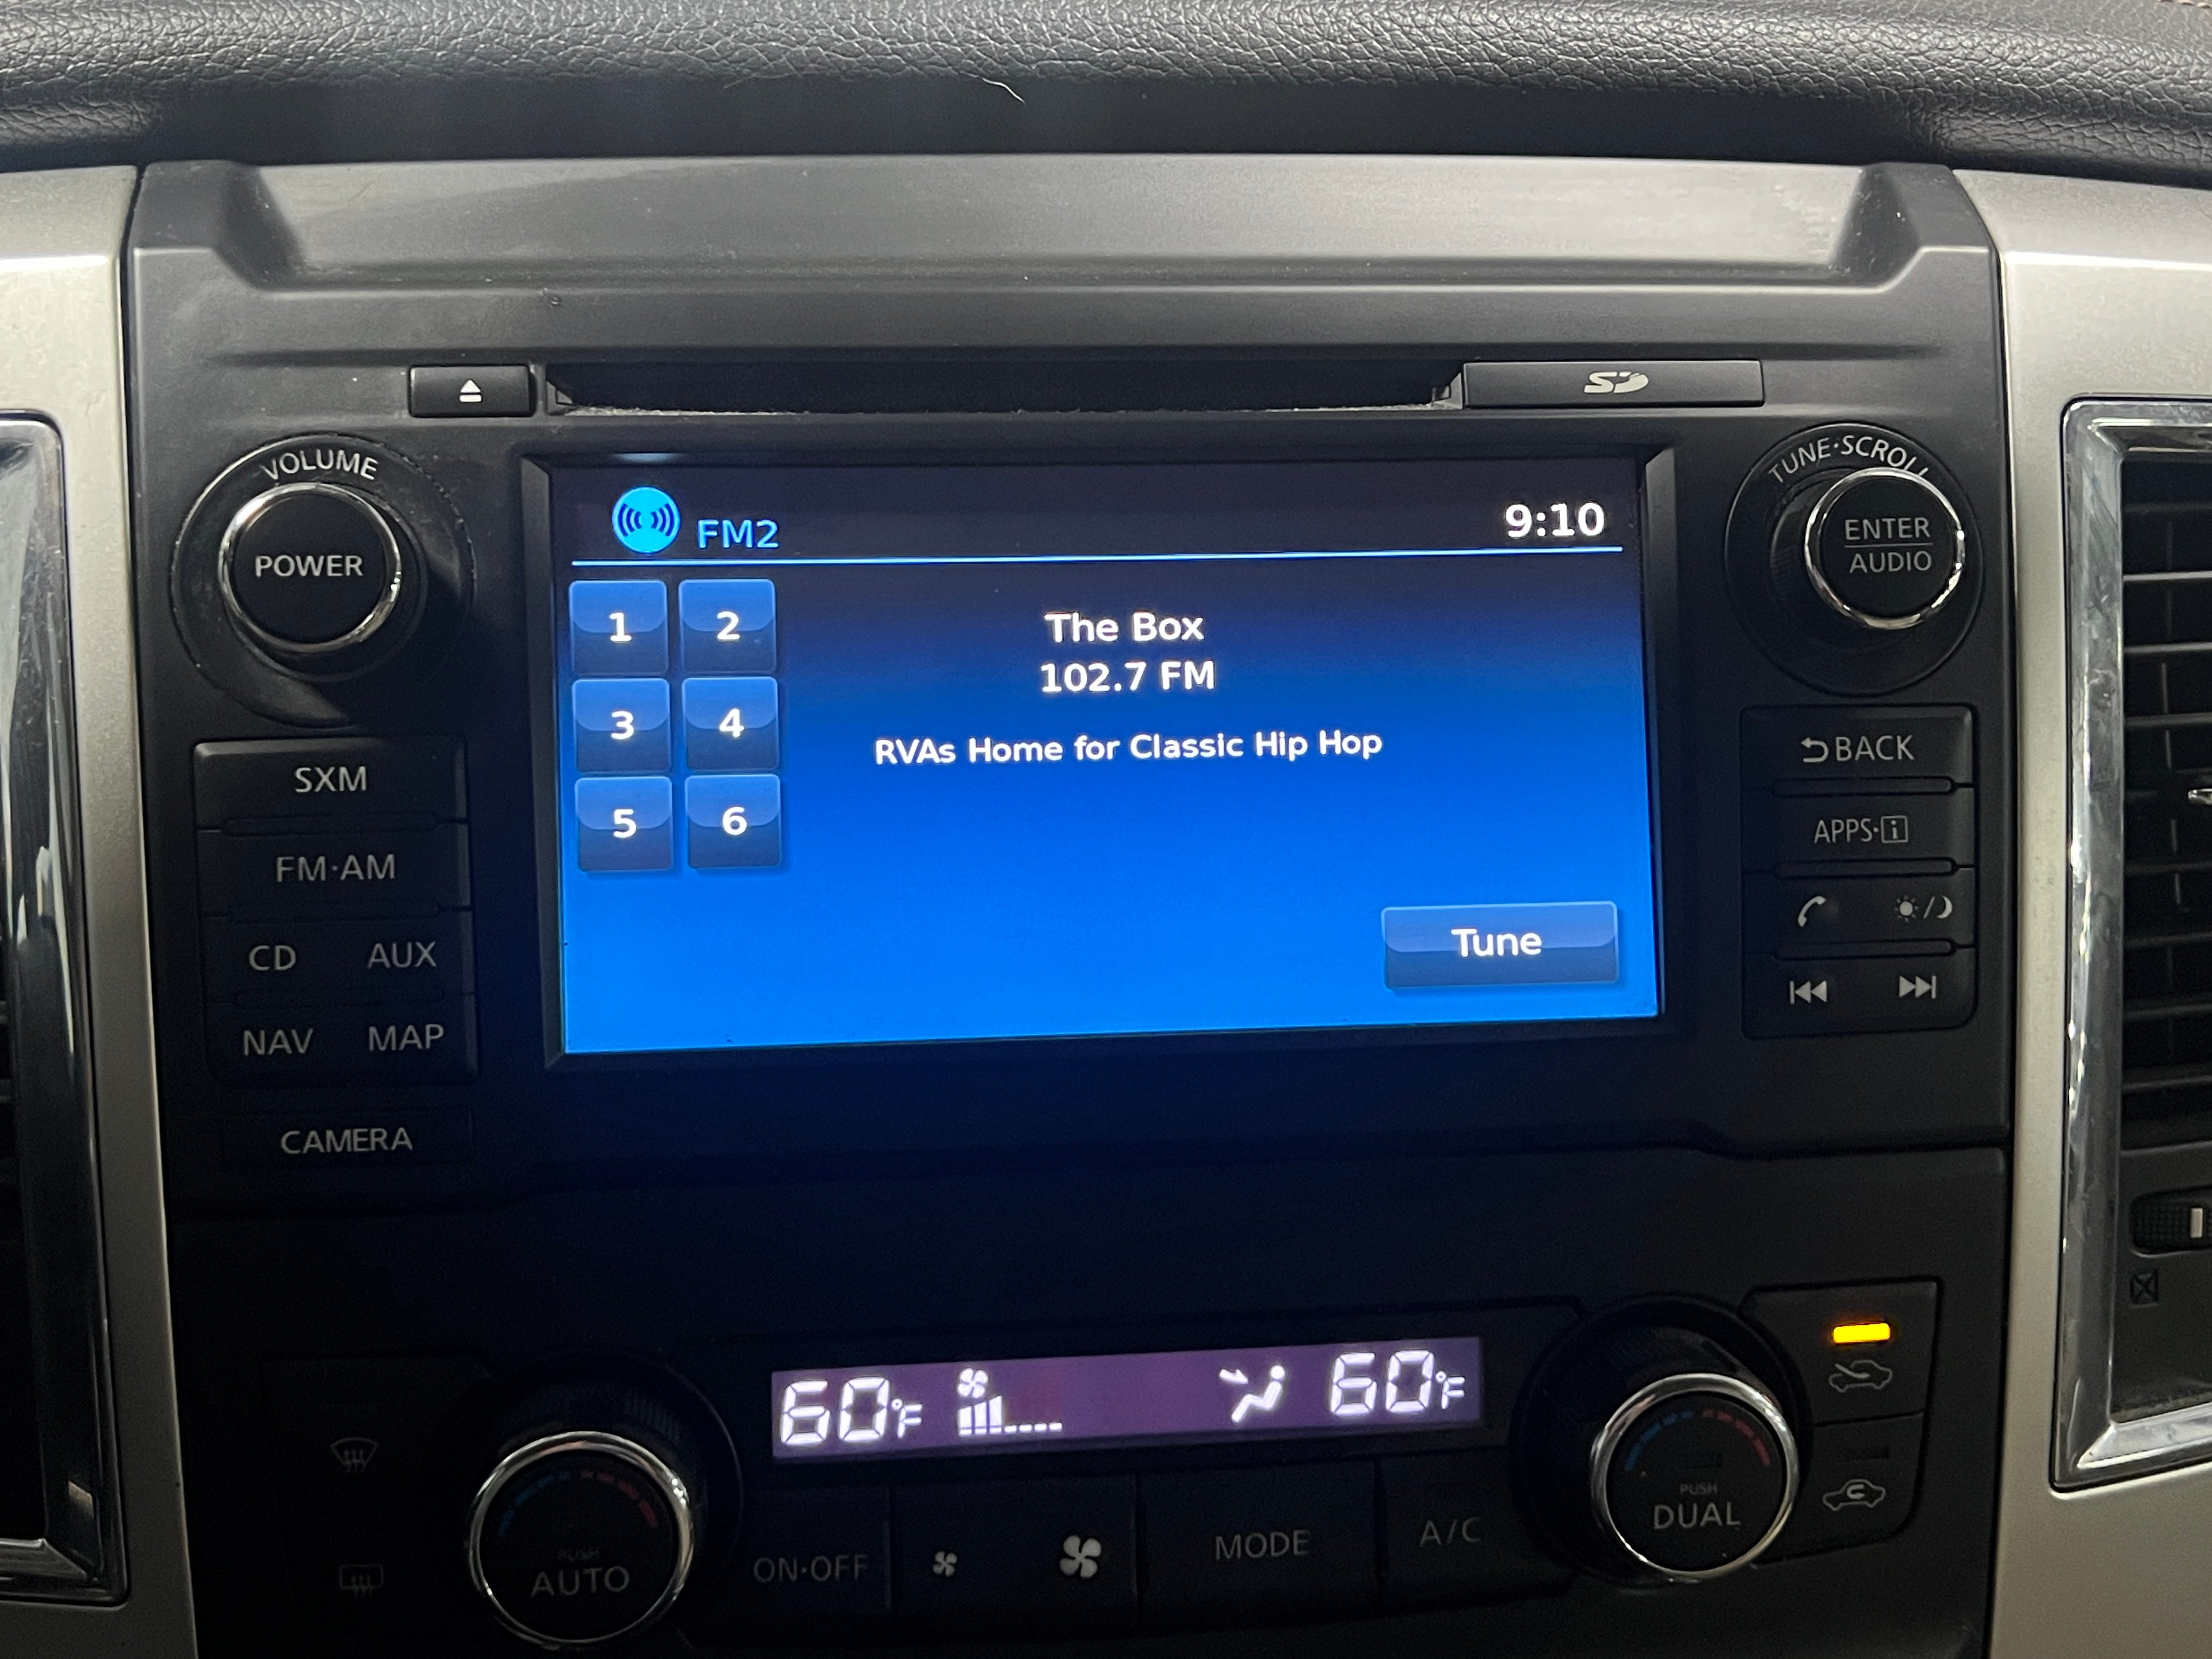 VOLUME
POWER
SXM
FM·AM
CD AUX
NAV MAP
CAMERA
SD
FM2 9:10
1 2
3 4
5 6
The Box
102.7 FM
RVAs Home for Classic Hip Hop
Tune
TUNE·SCROLL
ENTER
AUDIO
BACK
APPS·i
60°F 60°F
PUSH
AUTO
ON·OFF
MODE
A/C
PUSH
DUAL